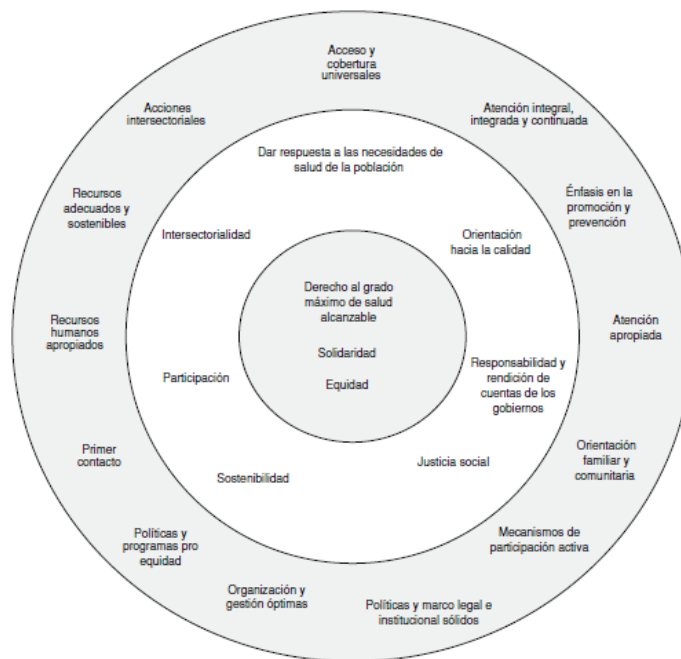 Acceso y
cobertura
universales
Atención integral,
integrada y continuada
Énfasis en la
promoción y
prevención
Atención
apropiada
Orientación
familiar y
comunitaria
Mecanismos de
participación activa
Políticas y marco legal e
institucional sólidos
Organización y
gestión óptimas
Políticas y
programas pro
equidad
Primer
contacto
Recursos
humanos
apropiados
Recursos
adecuados y
sostenibles
Acciones
intersectoriales
Dar respuesta a las necesidades de
salud de la población
Orientación
hacia la calidad
Responsabilidad y
rendición de
cuentas de los
gobiernos
Justicia social
Sostenibilidad
Participación
Intersectorialidad
Derecho al grado
máximo de salud
alcanzable
Solidaridad
Equidad